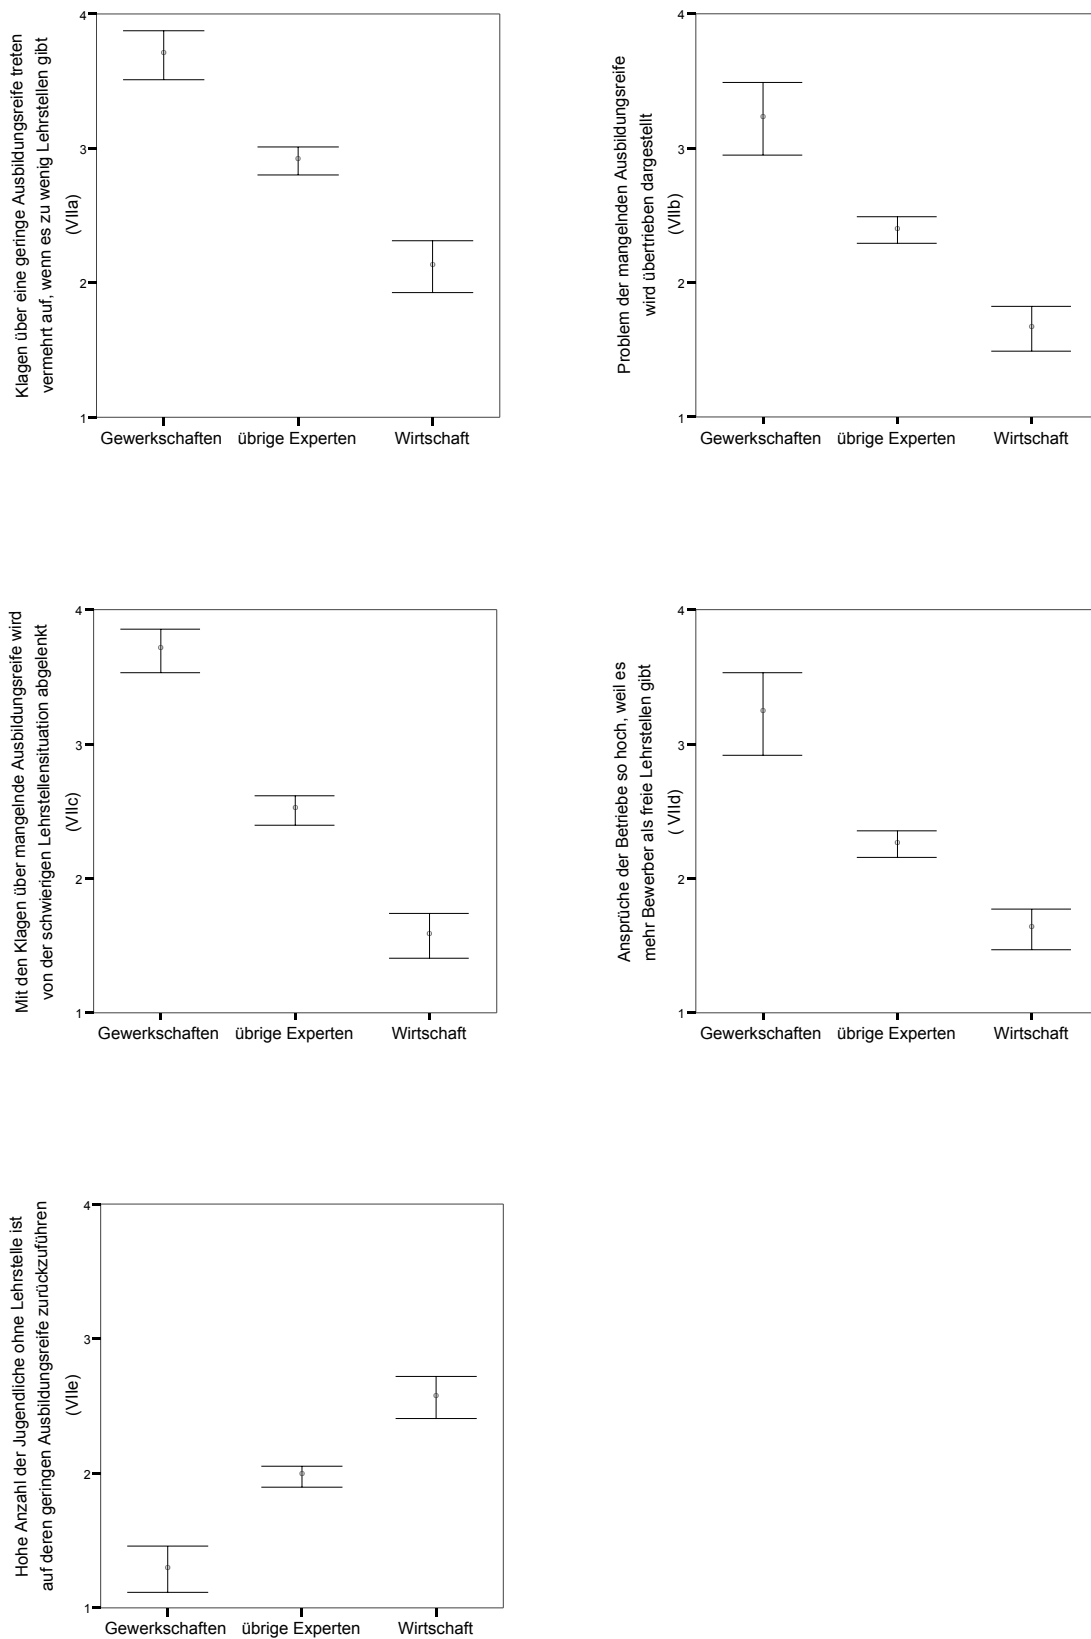 Klagen über eine geringe Ausbildungsreife treten
vermehrt auf, wenn es zu wenig Lehrstellen gibt
(VIIa)
4
3
2
1
Gewerkschaften übrige Experten Wirtschaft
Problem der mangelnden Ausbildungsreife
wird übertrieben dargestellt
(VIIb)
4
3
2
1
Gewerkschaften übrige Experten Wirtschaft
Mit den Klagen über mangelnde Ausbildungsreife wird
von der schwierigen Lehrstellensituation abgelenkt
(VIIc)
4
3
2
1
Gewerkschaften übrige Experten Wirtschaft
Ansprüche der Betriebe so hoch, weil es
mehr Bewerber als freie Lehrstellen gibt
( VIId)
4
3
2
1
Gewerkschaften übrige Experten Wirtschaft
Hohe Anzahl der Jugendliche ohne Lehrstelle ist
auf deren geringen Ausbildungsreife zurückzuführen
(VIIe)
4
3
2
1
Gewerkschaften übrige Experten Wirtschaft